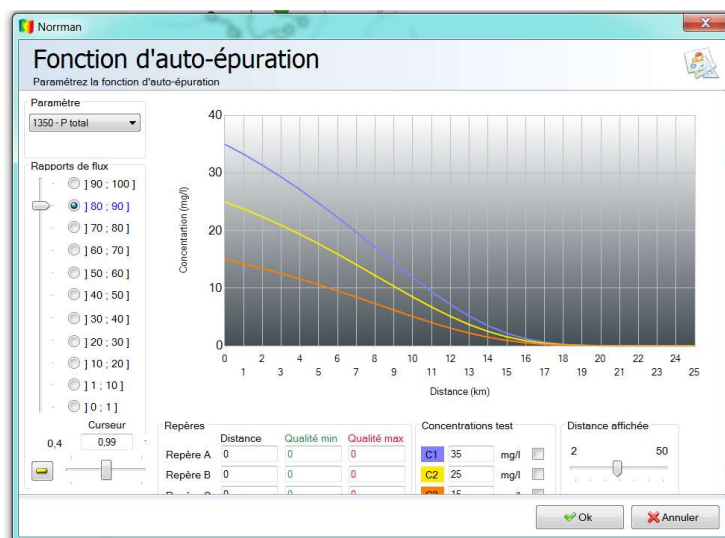 Norrman
Fonction d'auto-épuration
Paramétrez la fonction d'auto-épuration
Paramètre
1350 - P total
Rapports de flux
] 90 ; 100 ]
] 80 ; 90 ]
] 70 ; 80 ]
] 60 ; 70 ]
] 50 ; 60 ]
] 40 ; 50 ]
] 30 ; 40 ]
] 20 ; 30 ]
] 10 ; 20 ]
] 1 ; 10 ]
] 0 ; 1 ]
Curseur
0,4 0,99
40
30
20
10
0
Concentartion (mg/l)
0 2 4 6 8 10 12 14 16 18 20 22 24
1 3 5 7 9 11 13 15 17 19 21 23 25
Distance (km)
Repères
Distance Qualité min Qualité max
Repère A 0 0 0
Repère B 0 0 0
Concentrations test
C1 35 mg/l
C2 25 mg/l
C3 15
Distance affichée
2 50
Ok
Annuler